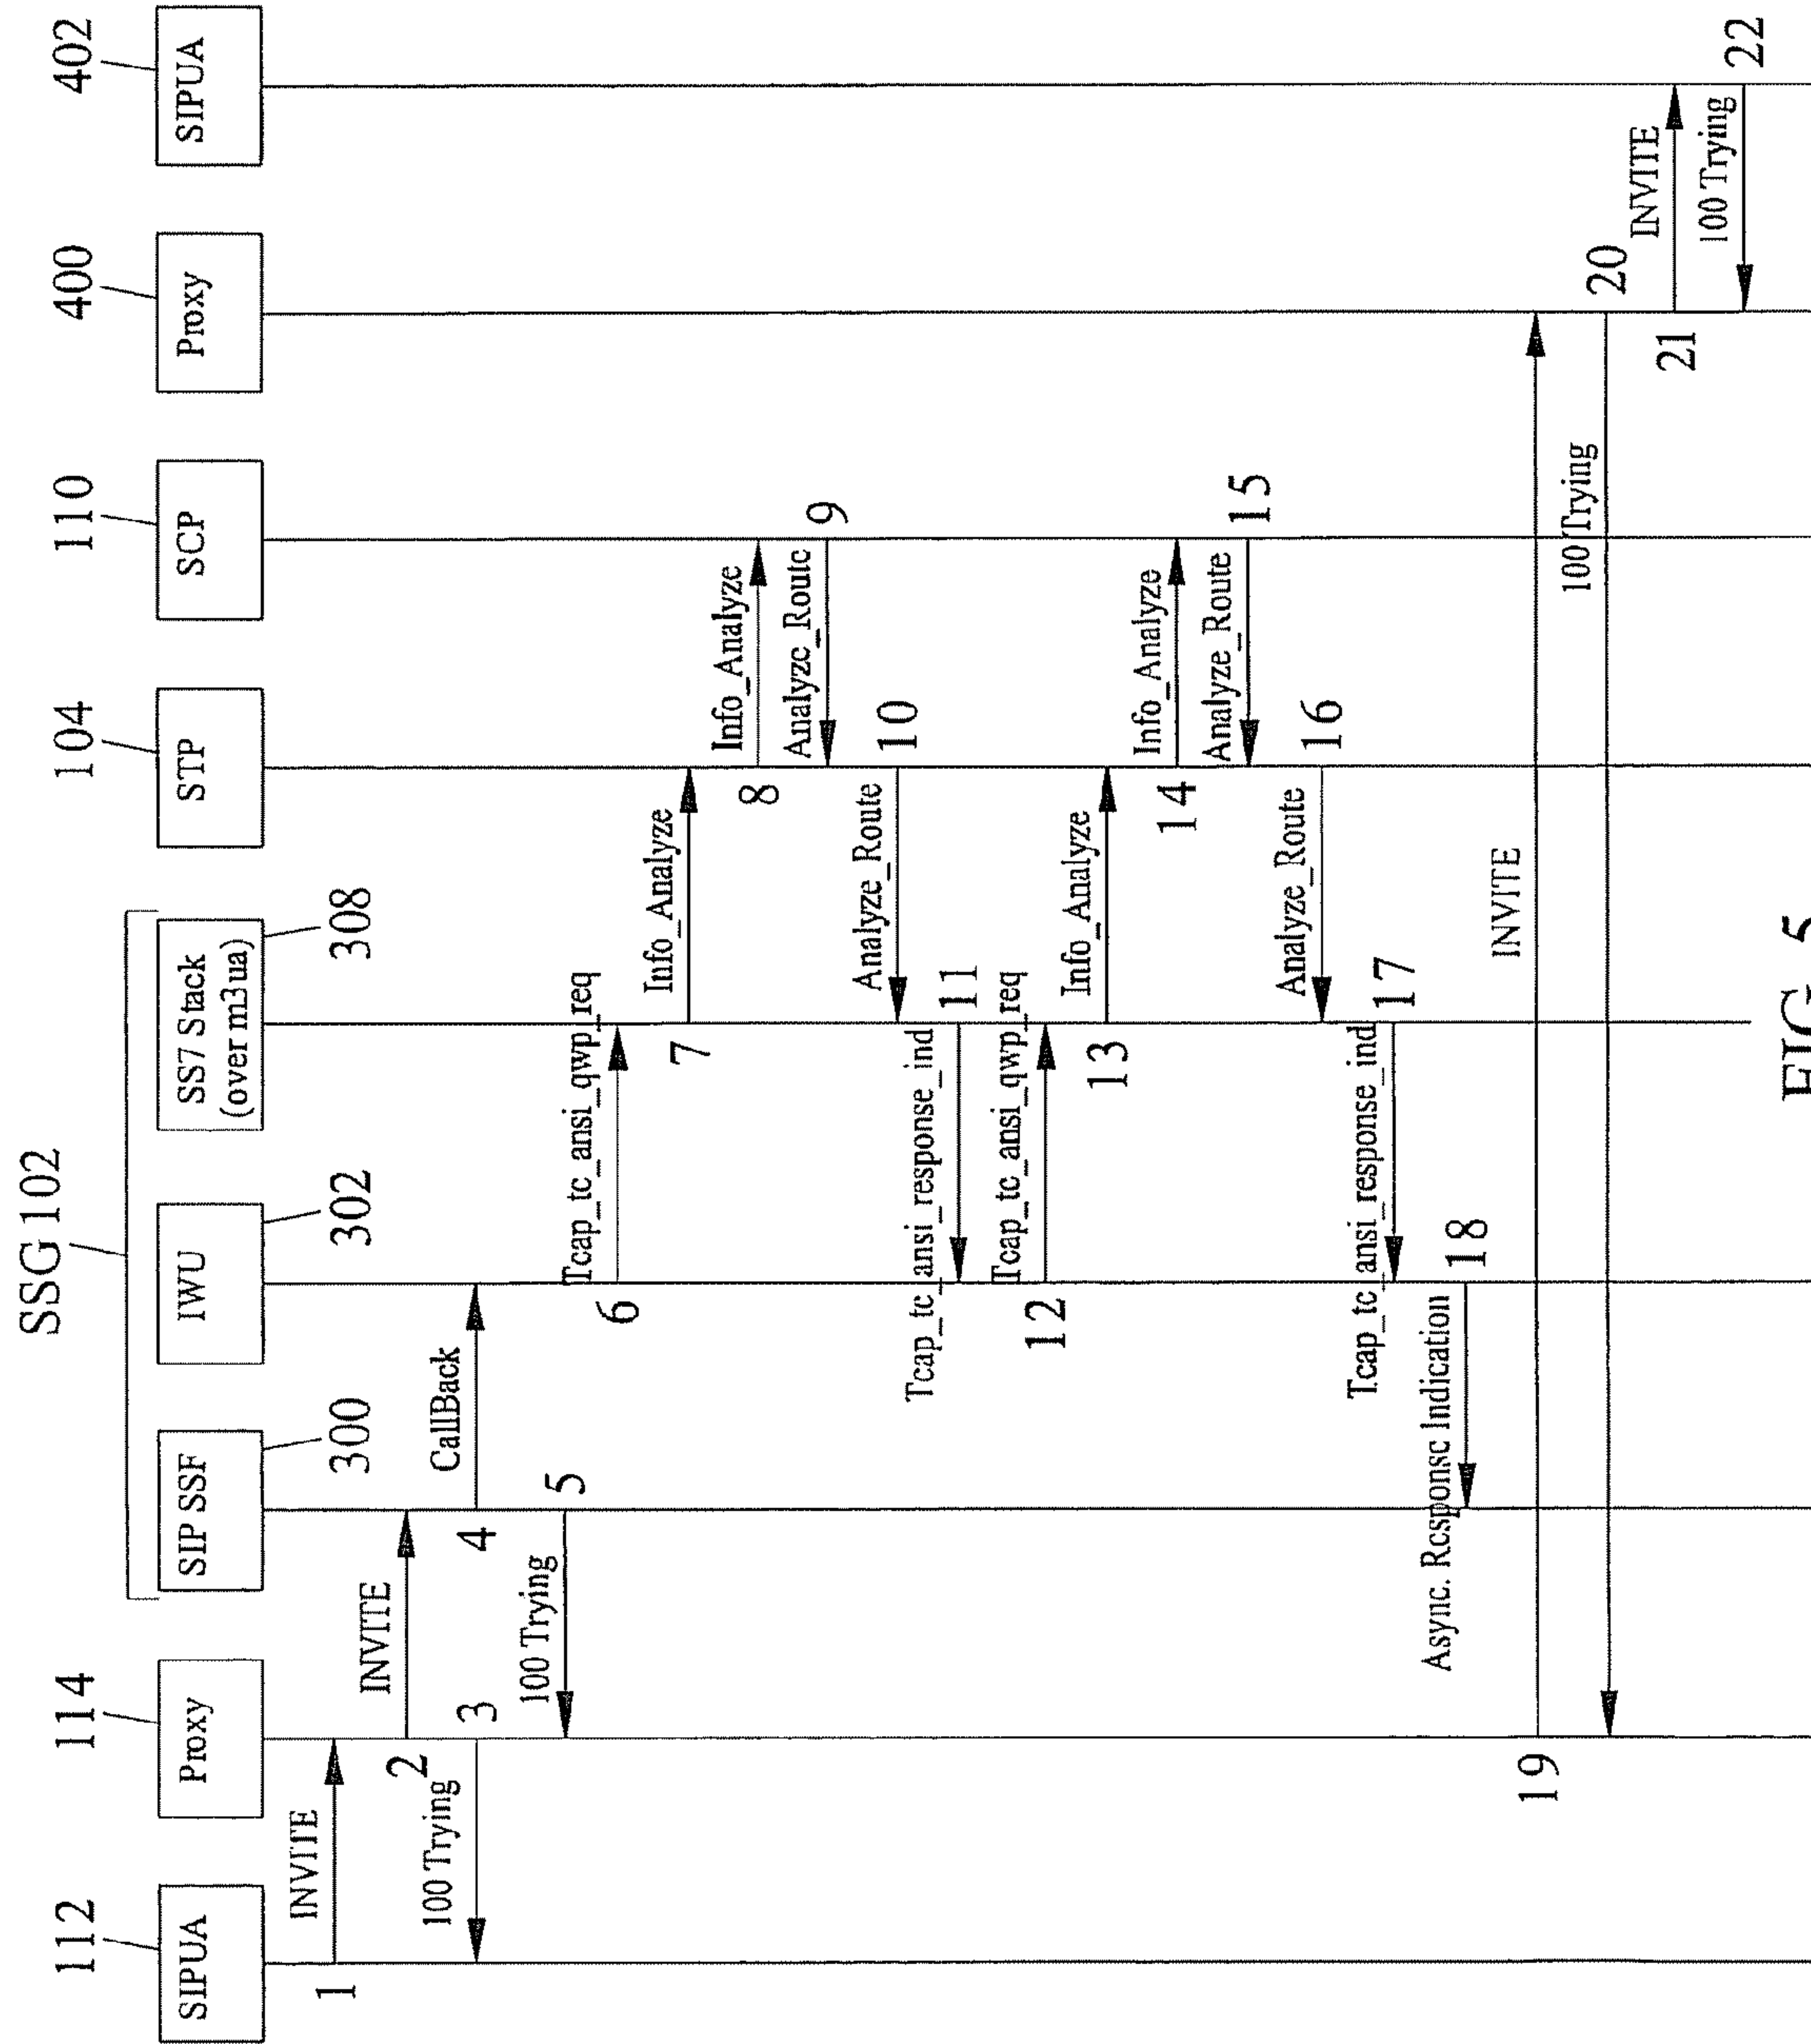 SSG 102
112
114
300
302
308
104
110
400
402
SIPUA
Proxy
SIP SSF
IWU
SS7 Stack
(over m3ua)
STP
SCP
Proxy
SIPUA
1
INVITE
2
INVITE
3
100 Trying
4
CallBack
5
100 Trying
6
Tcap_tc_ansi_qwp_req
7
Info_Analyze
8
Info_Analyze
9
Analyze_Route
10
Analyze_Route
11
Tcap_tc_ansi_response_ind
12
Tcap_tc_ansi_qwp_req
13
Info_Analyze
14
Info_Analyze
15
Analyze_Route
16
Analyze_Route
17
Tcap_tc_ansi_response_ind
18
Async. Response Indication
19
INVITE
20
100 Trying
21
INVITE
22
100 Trying
FIG. 5